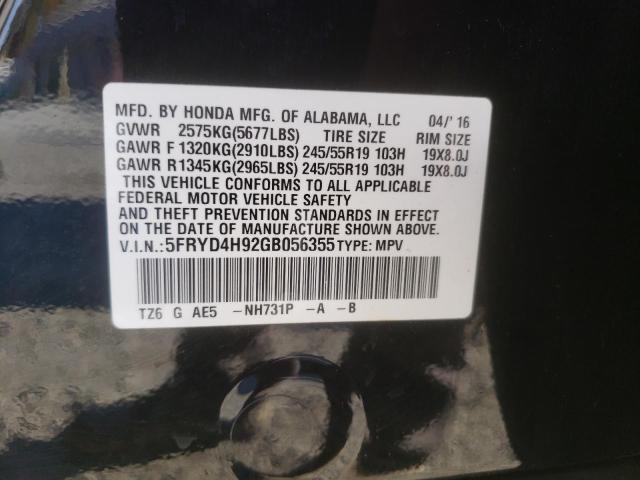 MFD. BY HONDA MFG. OF ALABAMA, LLC 04/' 16
GVWR 2575KG(5677LBS) TIRE SIZE RIM SIZE
GAWR F 1320KG(2910LBS) 245/55R19 103H 19X8.0J
GAWR R1345KG(2965LBS) 245/55R19 103H 19X8.0J
THIS VEHICLE CONFORMS TO ALL APPLICABLE
FEDERAL MOTOR VEHICLE SAFETY
AND THEFT PREVENTION STANDARDS IN EFFECT
ON THE DATE OF MANUFACTURE SHOWN ABOVE.
V.I.N.:5FRYD4H92GB056355TYPE: MPV
TZ6 G AE5 -NH731P -A -B